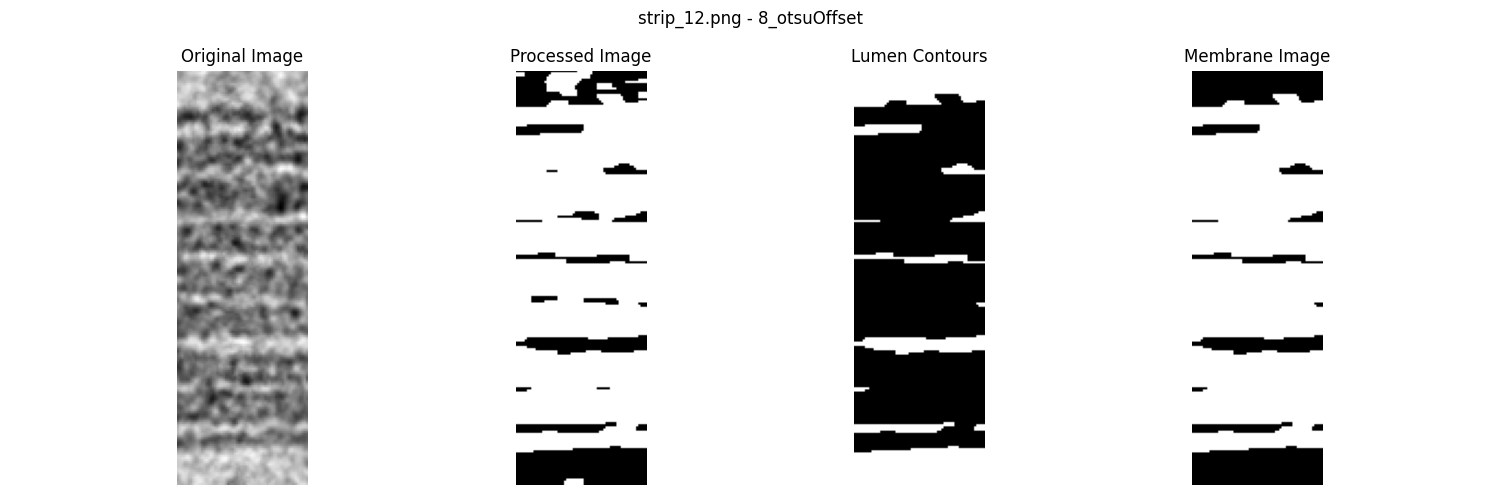 strip_12.png - 8_otsuOffset
Original Image
Processed Image
Lumen Contours
Membrane Image